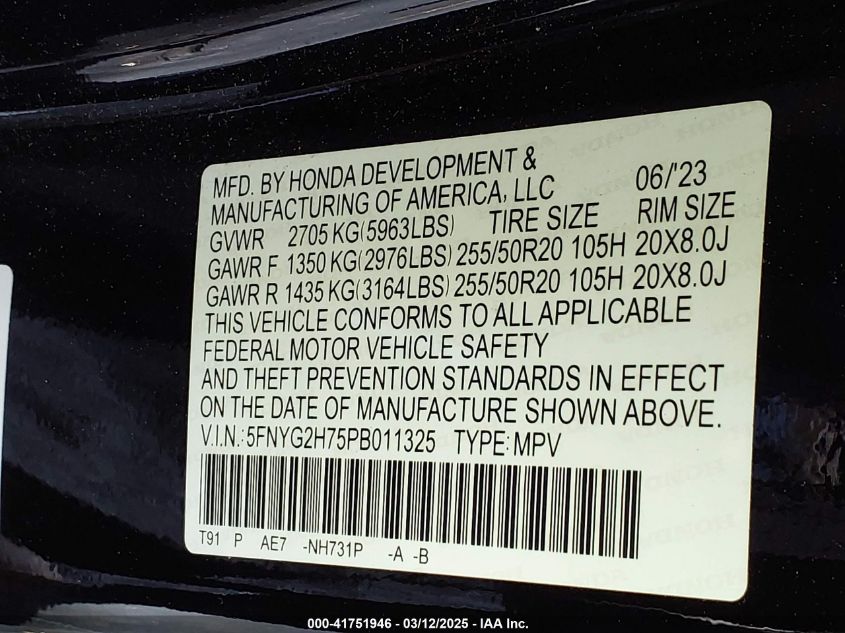 MFD. BY HONDA DEVELOPMENT &
MANUFACTURING OF AMERICA, LLC 06/'23
GVWR 2705 KG(5963LBS) TIRE SIZE RIM SIZE
GAWR F 1350 KG(2976LBS) 255/50R20 105H 20X8.0J
GAWR R 1435 KG(3164LBS) 255/50R20 105H 20X8.0J
THIS VEHICLE CONFORMS TO ALL APPLICABLE
FEDERAL MOTOR VEHICLE SAFETY
AND THEFT PREVENTION STANDARDS IN EFFECT
ON THE DATE OF MANUFACTURE SHOWN ABOVE.
V.I.N.: 5FNYG2H75PB011325 TYPE: MPV
T91 P AE7 -NH731P -A -B
000-41751946 - 03/12/2025 - IAA Inc.